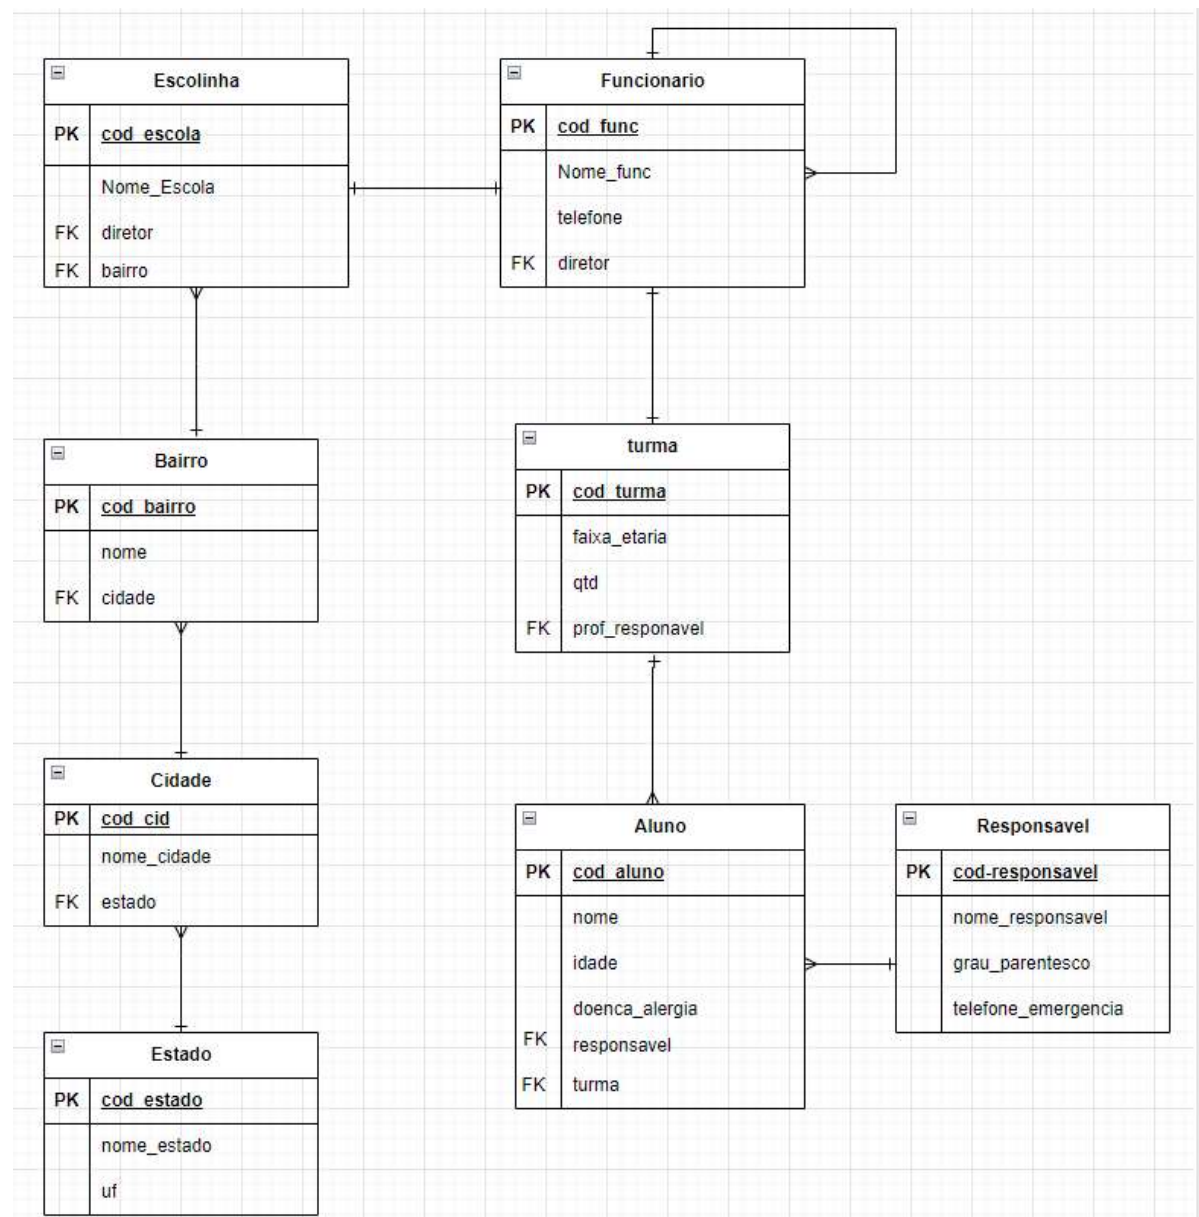 Escolinha
PK cod_escola
Nome_Escola
FK diretor
FK bairro
Funcionario
PK cod_func
Nome_func
telefone
FK diretor
Bairro
PK cod_bairro
nome
FK cidade
turma
PK cod_turma
faixa_etaria
qtd
FK prof_responavel
Cidade
PK cod_cid
nome_cidade
FK estado
Aluno
PK cod_aluno
nome
idade
doenca_alergia
FK responsavel
FK turma
Responsavel
PK cod-responsavel
nome_responsavel
grau_parentesco
telefone_emergencia
Estado
PK cod_estado
nome_estado
uf